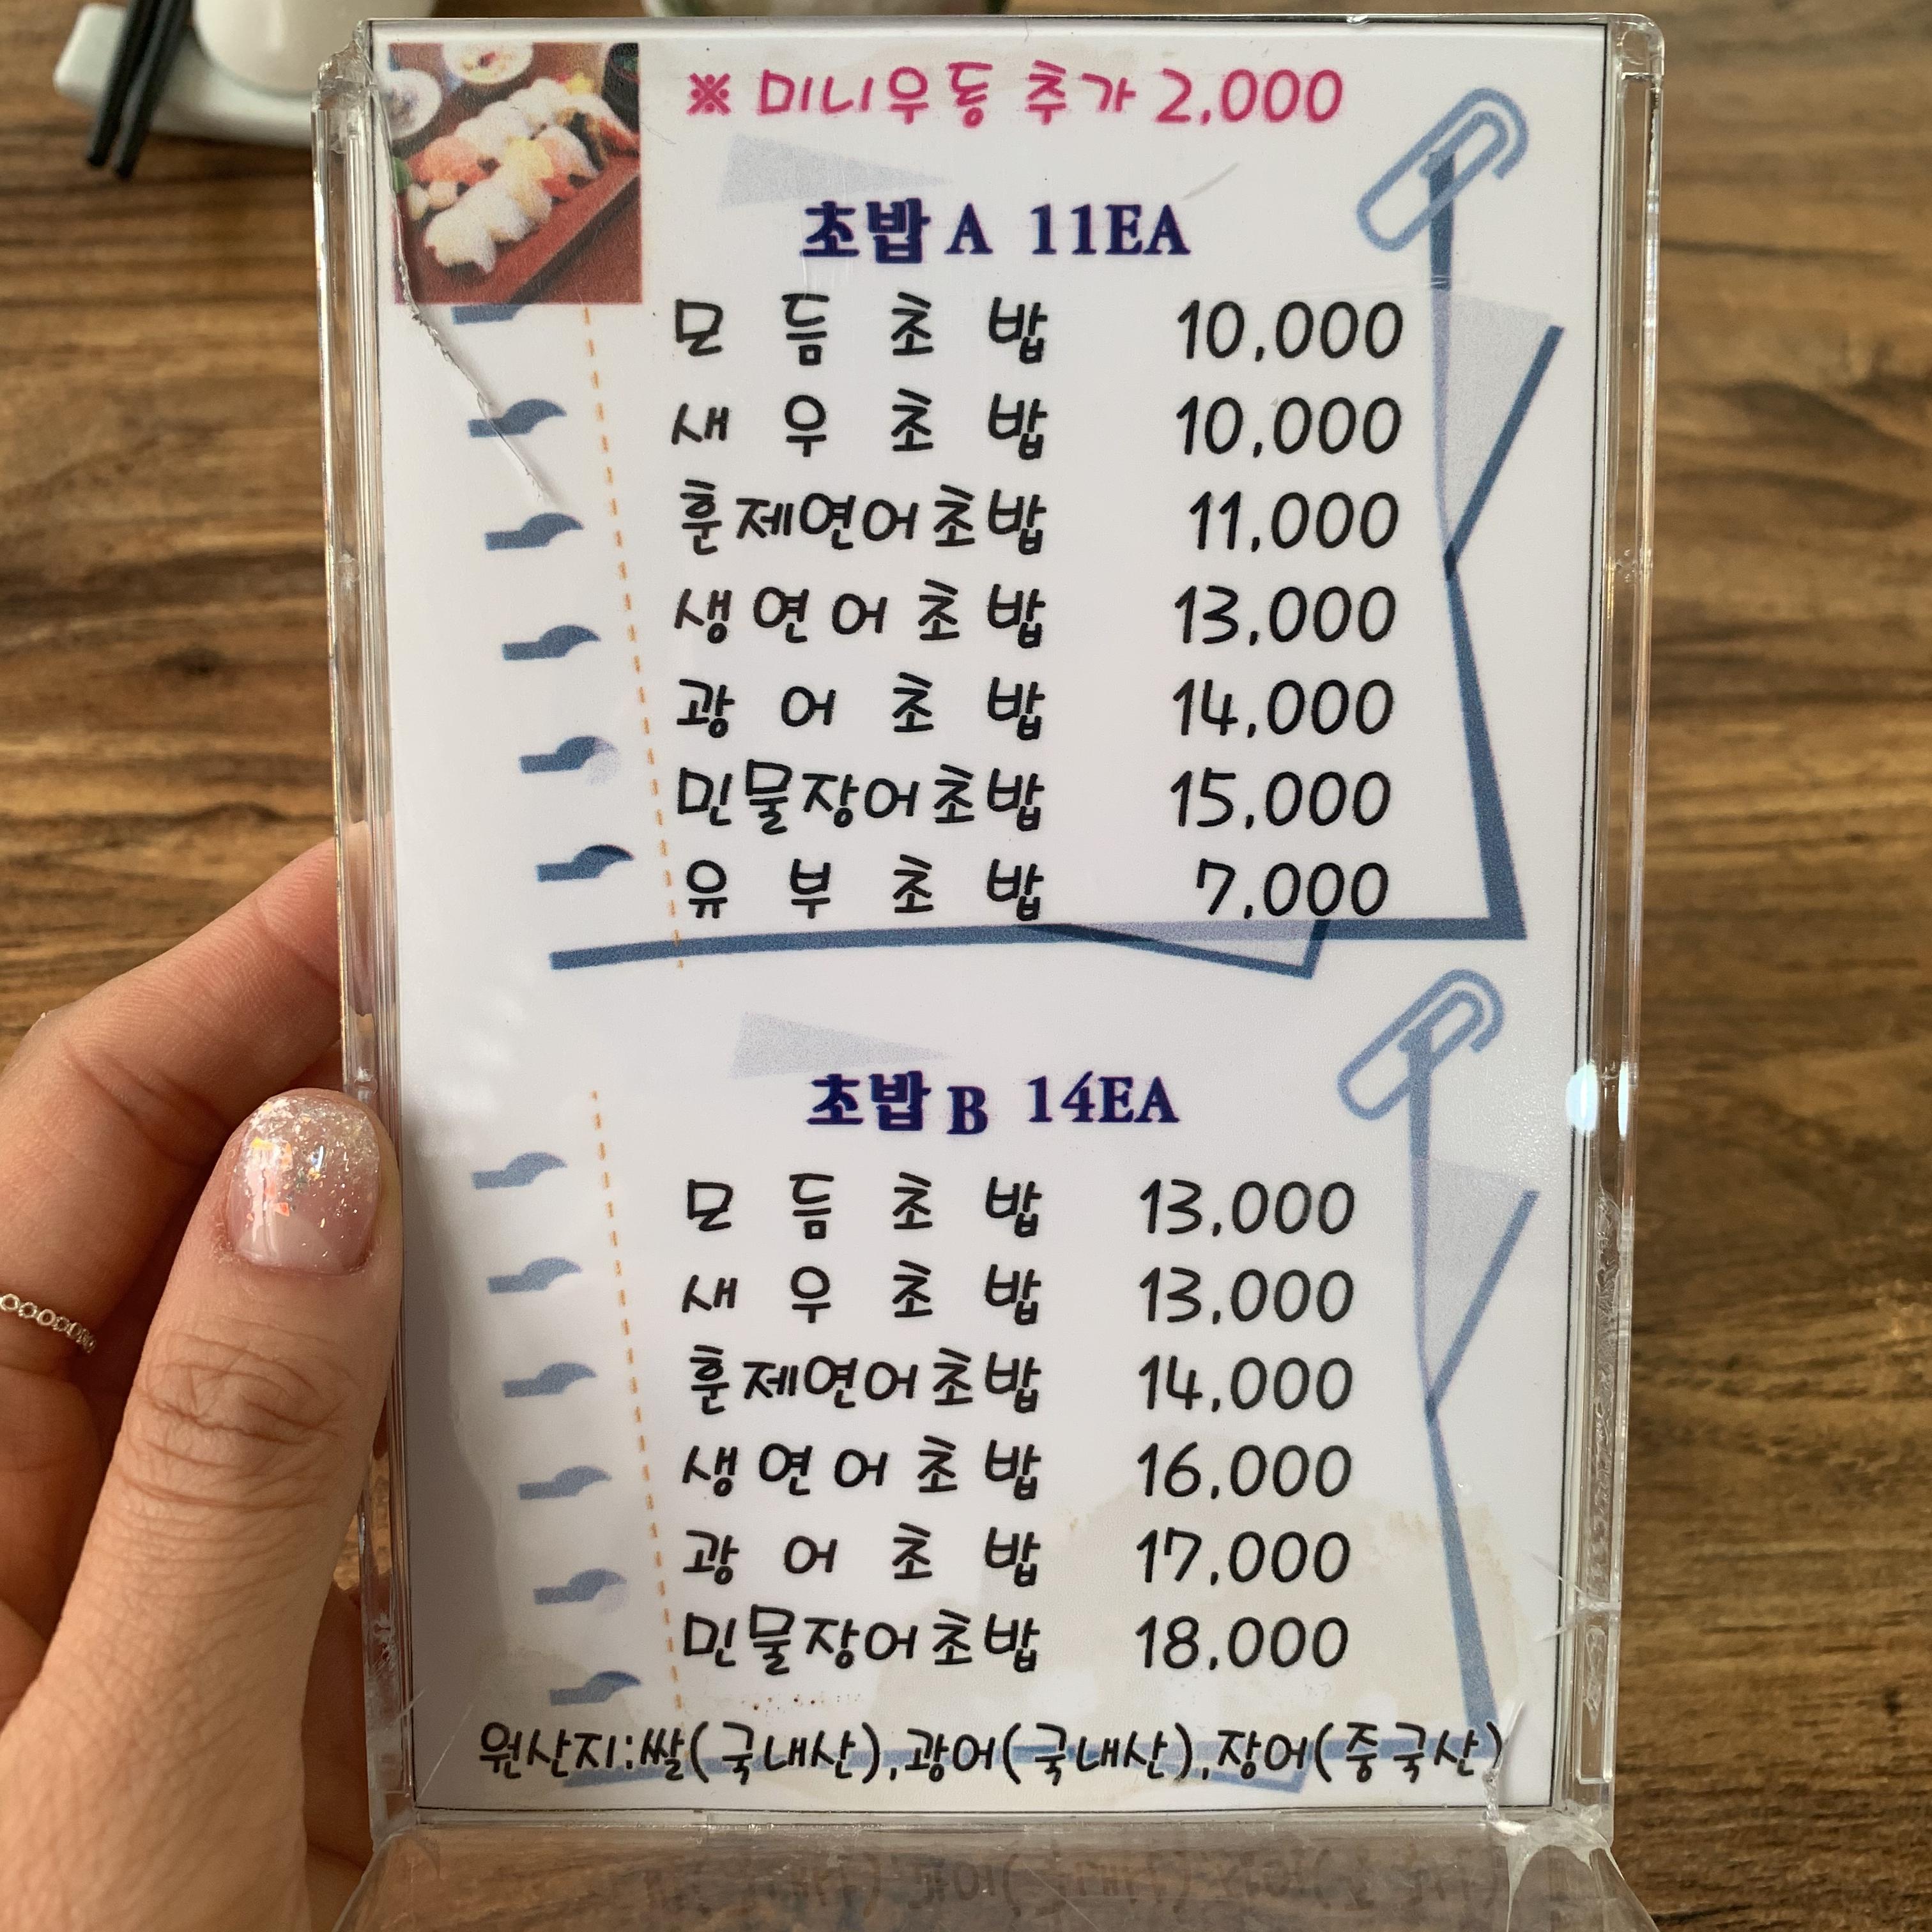 ※ 미니우동 추가 2,000
초밥 A 11EA
모듬초밥 10,000
새우초밥 10,000
훈제연어초밥 11,000
생연어초밥 13,000
광어초밥 14,000
민물장어초밥 15,000
유부초밥 7,000
초밥 B 14EA
모듬초밥 13,000
새우초밥 13,000
훈제연어초밥 14,000
생연어초밥 16,000
광어초밥 17,000
민물장어초밥 18,000
원산지:쌀(국내산),광어(국내산),장어(중국산)